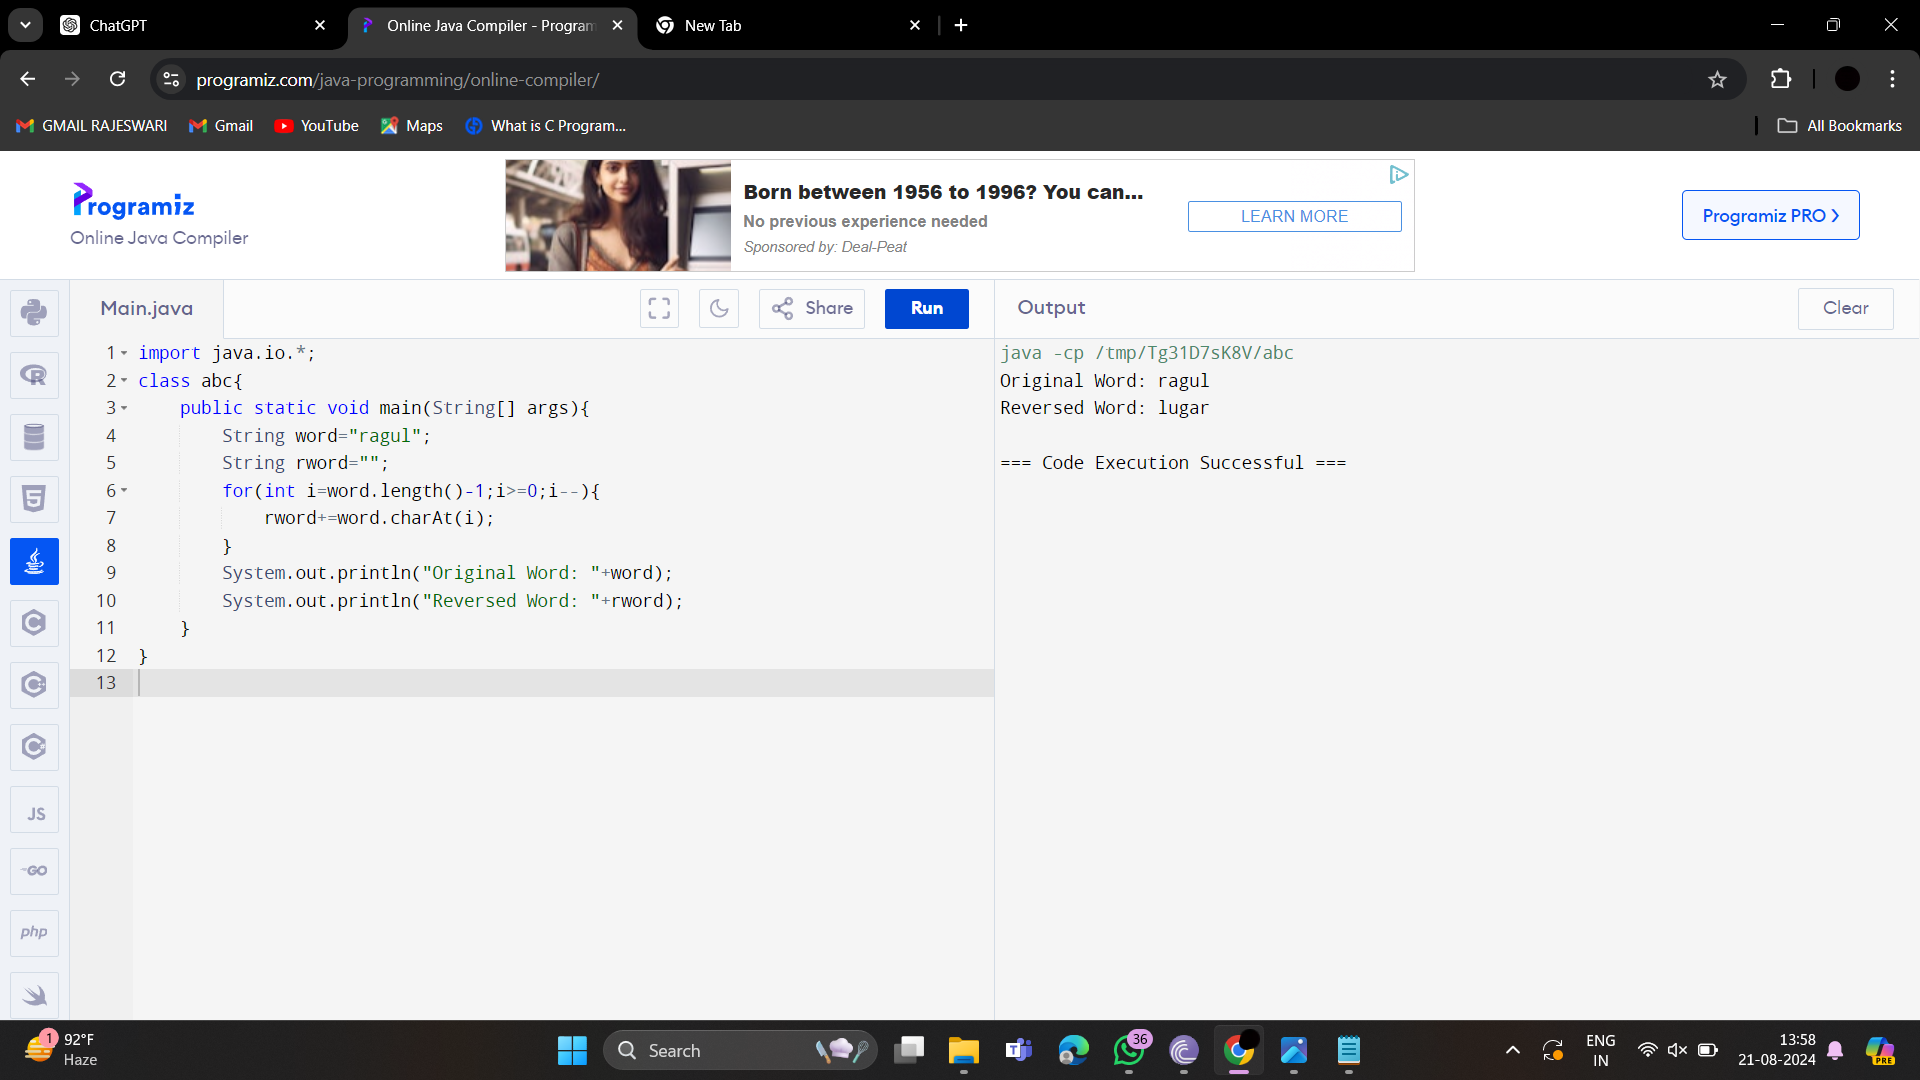 ChatGPT
Online Java Compiler - Program
New Tab
programiz.com/java-programming/online-compiler/
GMAIL RAJESWARI
Gmail
YouTube
Maps
What is C Program...
All Bookmarks
Programiz
Online Java Compiler
Born between 1956 to 1996? You can...
No previous experience needed
Sponsored by: Deal-Peat
LEARN MORE
Programiz PRO >
Main.java
Share
Run
Output
Clear
1 import java.io.*;
2 class abc{
3     public static void main(String[] args){
4         String word="ragul";
5         String rword="";
6         for(int i=word.length()-1;i>=0;i--){
7             rword+=word.charAt(i);
8         }
9         System.out.println("Original Word: "+word);
10         System.out.println("Reversed Word: "+rword);
11     }
12 }
13
java -cp /tmp/Tg31D7sK8V/abc
Original Word: ragul
Reversed Word: lugar
=== Code Execution Successful ===
R
5
C
C
C
JS
GO
php
1
92°F
Haze
Search
T
36
ENG
IN
13:58
21-08-2024
PRE